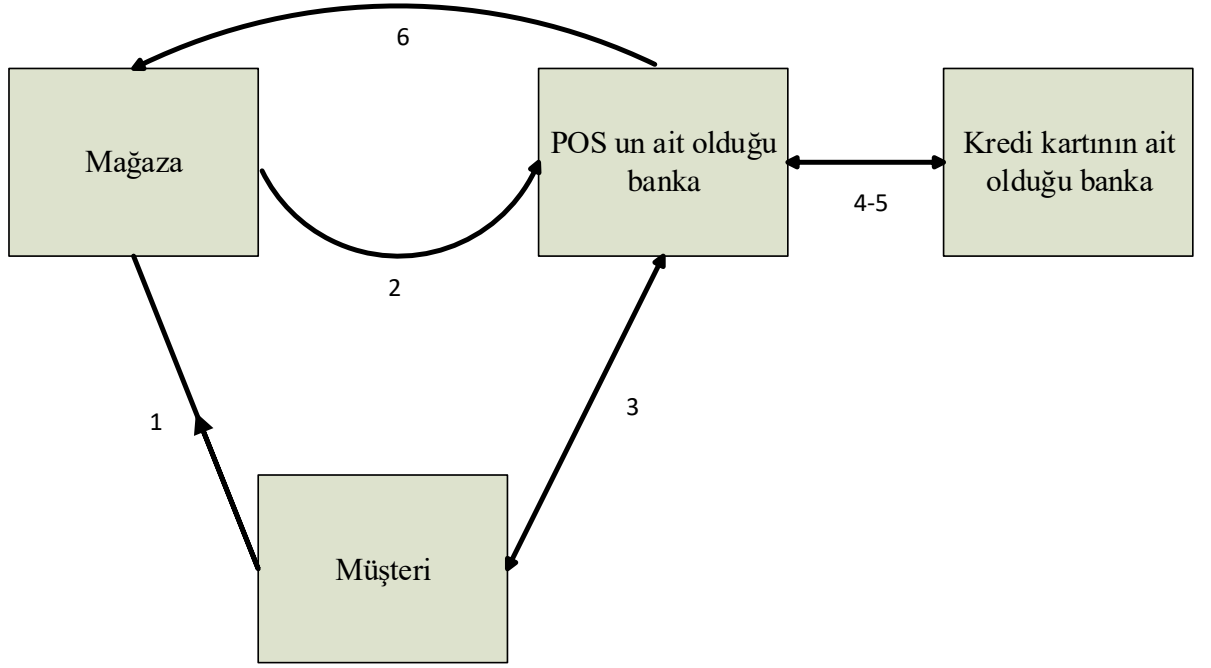 6
Mağaza
POS un ait olduğu
banka
Kredi kartının ait
olduğu banka
4-5
2
3
1
Müşteri